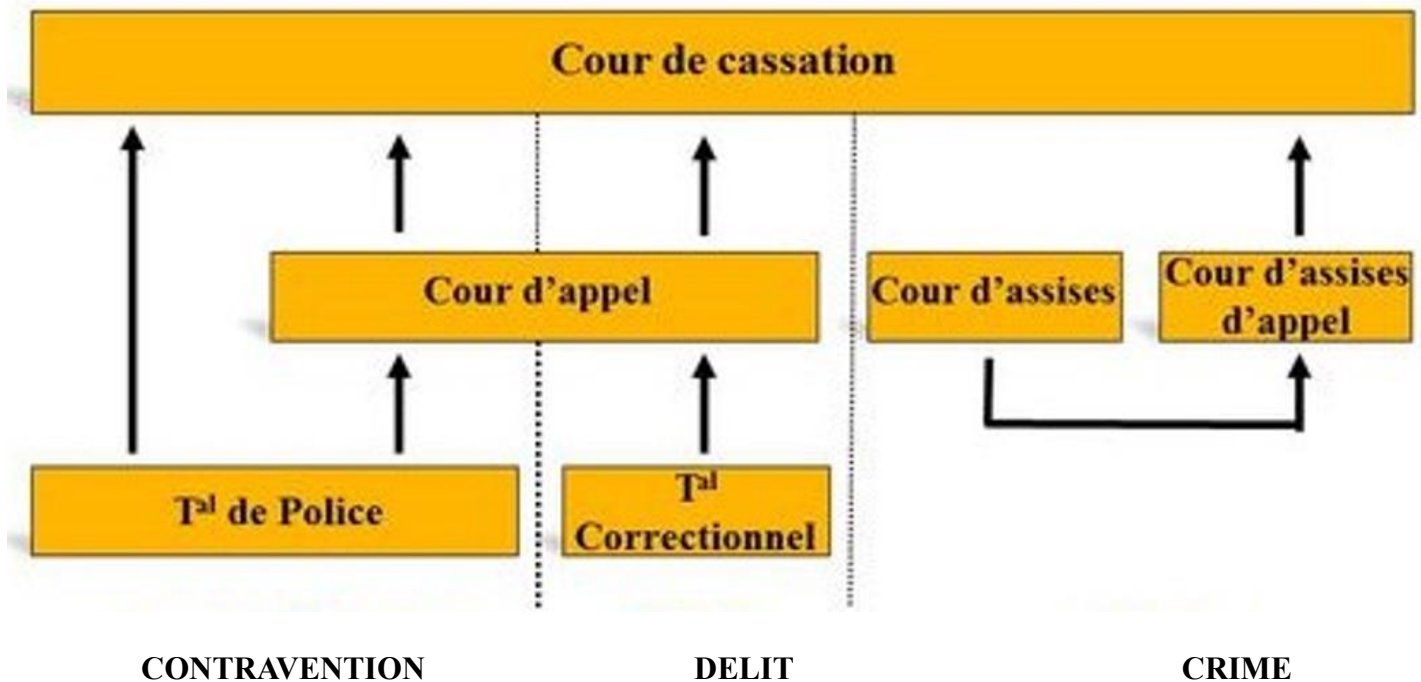 Cour de cassation
Cour d'appel
Cour d'assises
Cour d'assises
d'appel
Tal de Police
Tal
Correctionnel
CONTRAVENTION
DELIT
CRIME